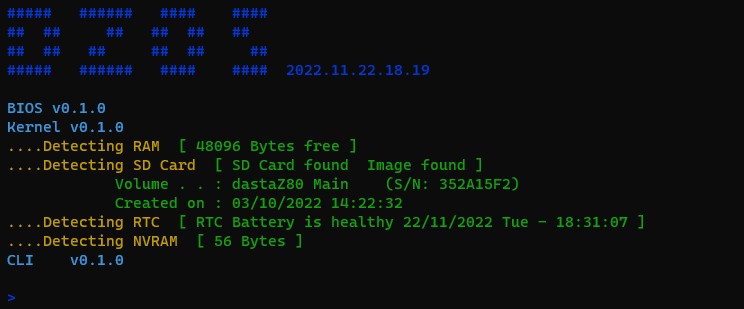 #####   ######   ####    ####
##  ##     ##   ##  ##   ##
##  ##   ##     ##  ##     ##
#####   ######   ####    ####  2022.11.22.18.19
BIOS v0.1.0
Kernel v0.1.0
....Detecting RAM  [ 48096 Bytes free ]
....Detecting SD Card  [ SD Card found  Image found ]
            Volume . . : dastaZ80 Main    (S/N: 352A15F2)
            Created on : 03/10/2022 14:22:32
....Detecting RTC  [ RTC Battery is healthy 22/11/2022 Tue - 18:31:07 ]
....Detecting NVRAM  [ 56 Bytes ]
CLI    v0.1.0
>